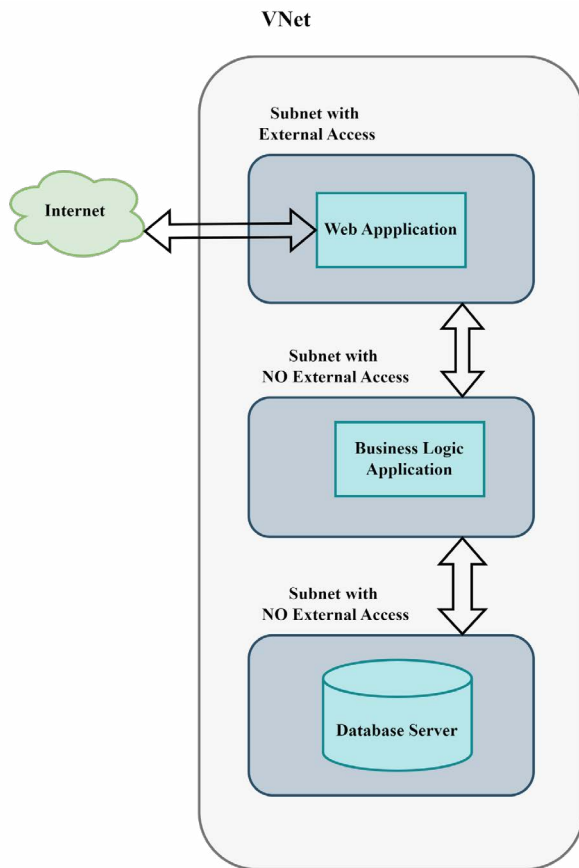 VNet
Subnet with
External Access
Internet
Web Appplication
Subnet with
NO External Access
Business Logic
Application
Subnet with
NO External Access
Database Server